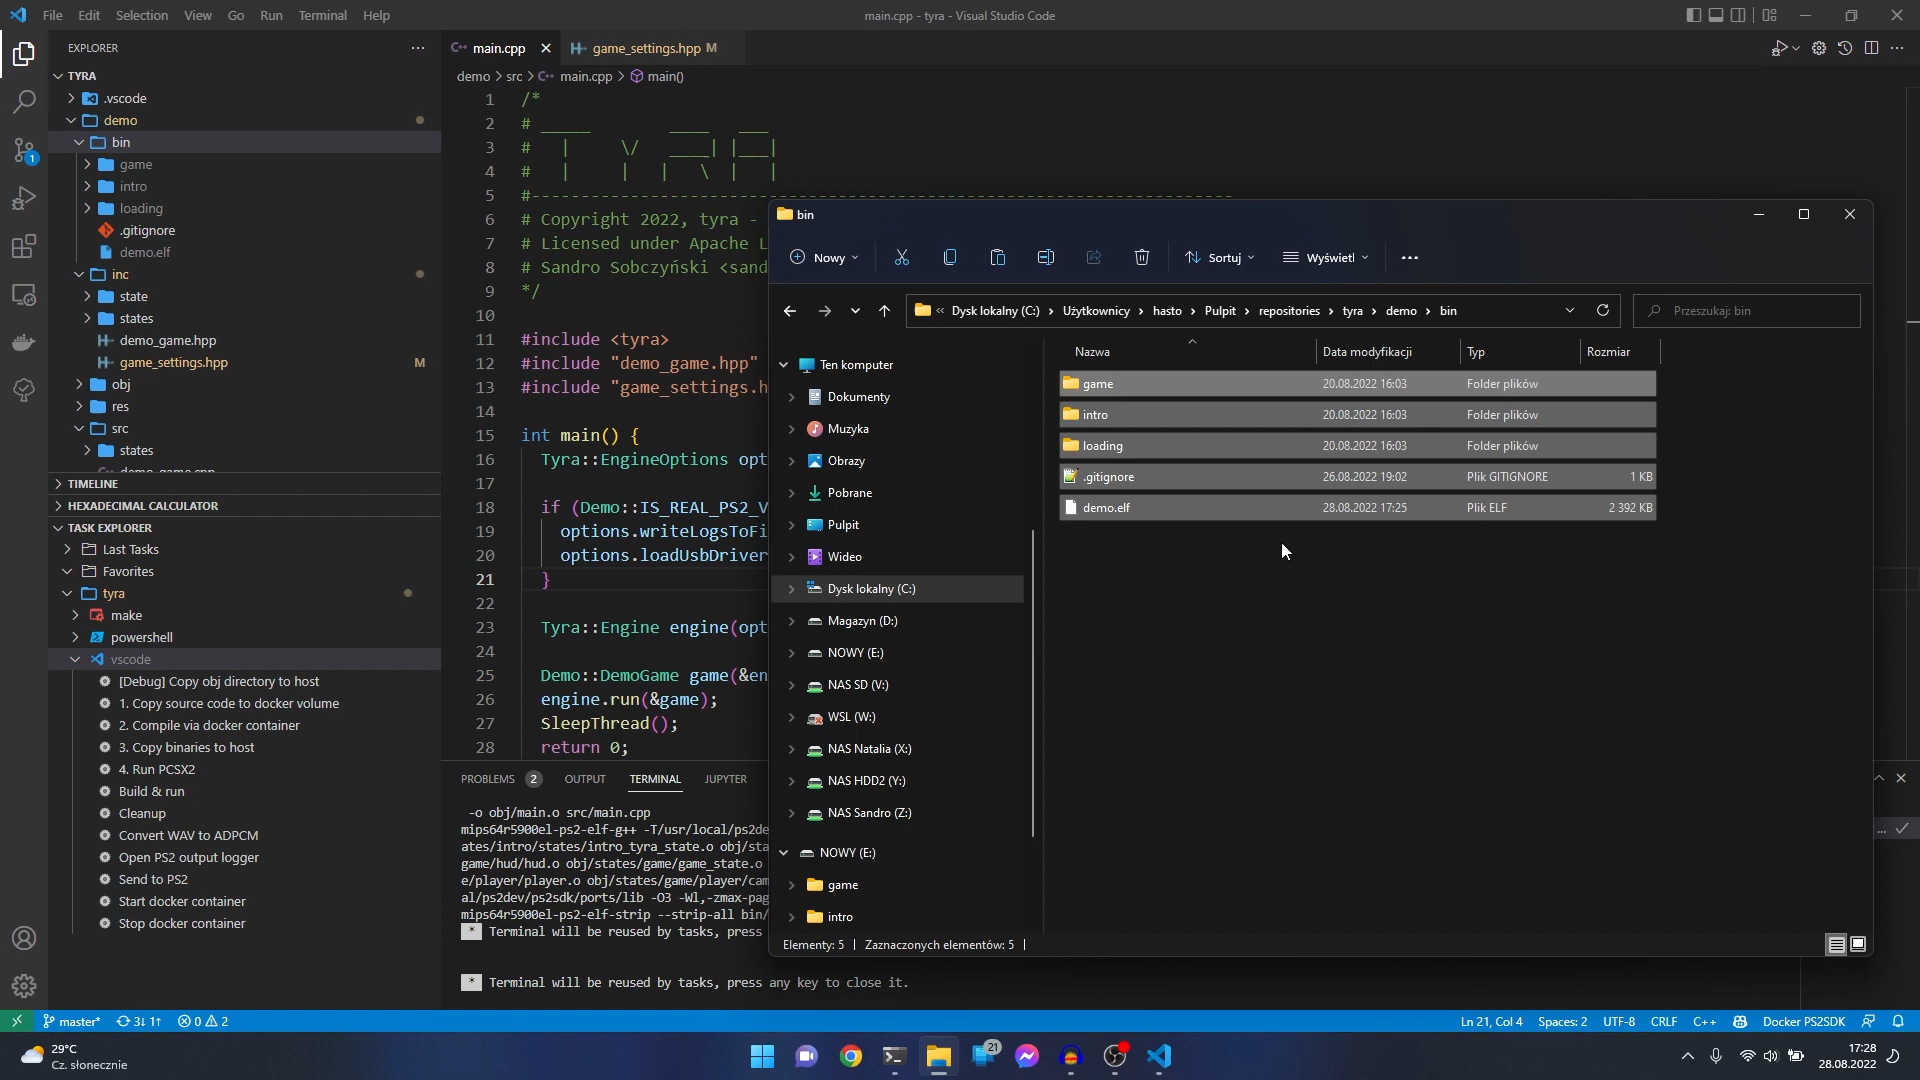 File Edit Selection View Go Run Terminal Help
main.cpp - tyra - Visual Studio Code
EXPLORER
TYRA
.vscode
demo
bin
game
intro
loading
.gitignore
demo.elf
inc
state
states
demo_game.hpp
game_settings.hpp M
obj
res
src
states
TIMELINE
HEXADECIMAL CALCULATOR
TASK EXPLORER
Last Tasks
Favorites
tyra
make
powershell
vscode
[Debug] Copy obj directory to host
1. Copy source code to docker volume
2. Compile via docker container
3. Copy binaries to host
4. Run PCSX2
Build & run
Cleanup
Convert WAV to ADPCM
Open PS2 output logger
Send to PS2
Start docker container
Stop docker container
main.cpp game_settings.hpp M
demo > src > main.cpp > main()
1 /*
2 # _____ ____ ___
3 # | \/ ____| |___|
4 # | | | \ | |
5 #-----------------------------------------------------------------------
6 # Copyright 2022, tyra -
7 # Licensed under Apache L
8 # Sandro Sobczyński <sand
9 */
10
11 #include <tyra>
12 #include "demo_game.hpp"
13 #include "game_settings.h
14
15 int main() {
16 Tyra::EngineOptions opt
17
18 if (Demo::IS_REAL_PS2_V
19 options.writeLogsToFi
20 options.loadUsbDriver
21 }
22
23 Tyra::Engine engine(opt
24
25 Demo::DemoGame game(&en
26 engine.run(&game);
27 SleepThread();
28 return 0;
PROBLEMS 2 OUTPUT TERMINAL JUPYTER
-o obj/main.o src/main.cpp
mips64r5900el-ps2-elf-g++ -T/usr/local/ps2de
ates/intro/states/intro_tyra_state.o obj/sta
game/hud/hud.o obj/states/game/game_state.o
e/player/player.o obj/states/game/player/cam
al/ps2dev/ps2sdk/ports/lib -O3 -Wl,-zmax-pag
mips64r5900el-ps2-elf-strip --strip-all bin/
* Terminal will be reused by tasks, press
* Terminal will be reused by tasks, press any key to close it.
bin
Nowy Sortuj Wyświetl
« Dysk lokalny (C:) > Użytkownicy > hasto > Pulpit > repositories > tyra > demo > bin
Przeszukaj: bin
Ten komputer
Dokumenty
Muzyka
Obrazy
Pobrane
Pulpit
Wideo
Dysk lokalny (C:)
Magazyn (D:)
NOWY (E:)
NAS SD (V:)
WSL (W:)
NAS Natalia (X:)
NAS HDD2 (Y:)
NAS Sandro (Z:)
NOWY (E:)
game
intro
Nazwa Data modyfikacji Typ Rozmiar
game 20.08.2022 16:03 Folder plików
intro 20.08.2022 16:03 Folder plików
loading 20.08.2022 16:03 Folder plików
.gitignore 26.08.2022 19:02 Plik GITIGNORE 1 KB
demo.elf 28.08.2022 17:25 Plik ELF 2 392 KB
Elementy: 5 Zaznaczonych elementów: 5
1
master* 3↓ 1↑ 0 2
Ln 21, Col 4 Spaces: 2 UTF-8 CRLF C++ Docker PS2SDK
29°C
Cz. słonecznie
21
17:28
28.08.2022